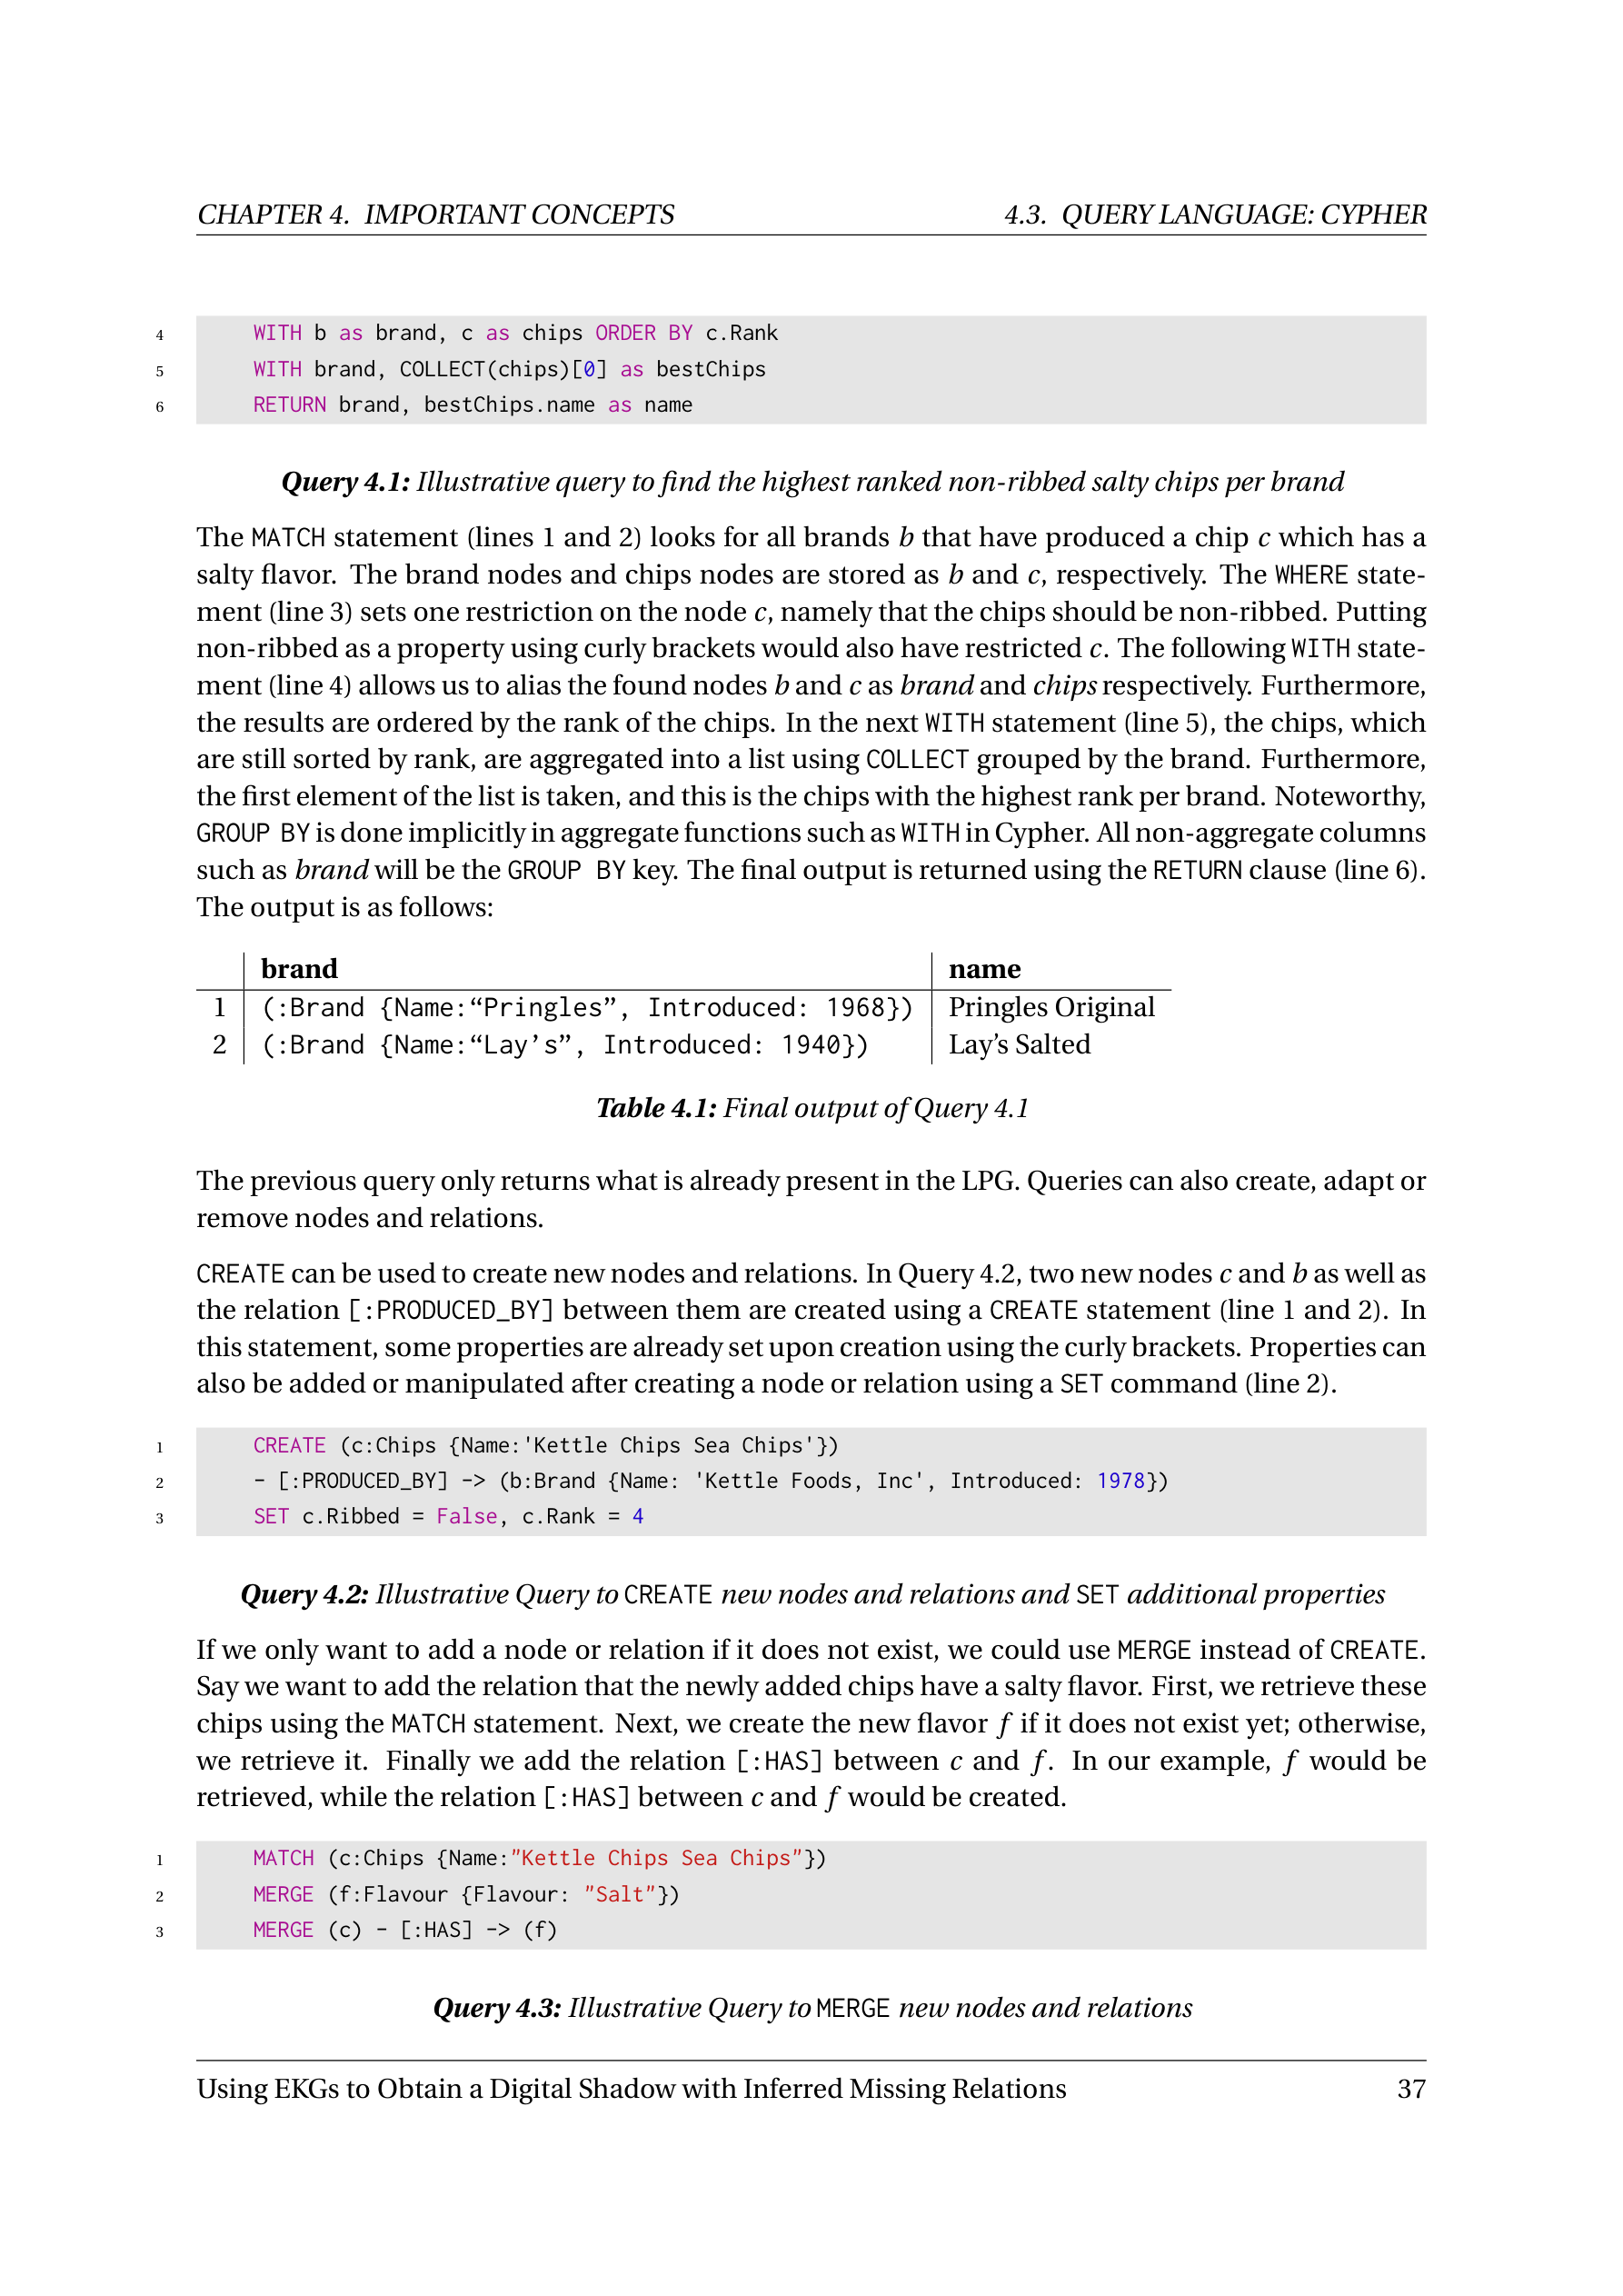 CHAPTER 4. IMPORTANT CONCEPTS 4.3. QUERY LANGUAGE: CYPHER
4 WITH b as brand, c as chips ORDER BY c.Rank
5 WITH brand, COLLECT(chips)[0] as bestChips
6 RETURN brand, bestChips.name as name
Query 4.1: Illustrative query to find the highest ranked non-ribbed salty chips per brand
The MATCH statement (lines 1 and 2) looks for all brands b that have produced a chip c which has a
salty flavor. The brand nodes and chips nodes are stored as b and c, respectively. The WHERE state-
ment (line 3) sets one restriction on the node c, namely that the chips should be non-ribbed. Putting
non-ribbed as a property using curly brackets would also have restricted c. The following WITH state-
ment (line 4) allows us to alias the found nodes b and c as brand and chips respectively. Furthermore,
the results are ordered by the rank of the chips. In the next WITH statement (line 5), the chips, which
are still sorted by rank, are aggregated into a list using COLLECT grouped by the brand. Furthermore,
the first element of the list is taken, and this is the chips with the highest rank per brand. Noteworthy,
GROUP BY is done implicitly in aggregate functions such as WITH in Cypher. All non-aggregate columns
such as brand will be the GROUP BY key. The final output is returned using the RETURN clause (line 6).
The output is as follows:
brand name
1 (:Brand {Name:“Pringles”, Introduced: 1968}) Pringles Original
2 (:Brand {Name:“Lay’s”, Introduced: 1940}) Lay’s Salted
Table 4.1: Final output of Query 4.1
The previous query only returns what is already present in the LPG. Queries can also create, adapt or
remove nodes and relations.
CREATE can be used to create new nodes and relations. In Query 4.2, two new nodes c and b as well as
the relation [:PRODUCED_BY] between them are created using a CREATE statement (line 1 and 2). In
this statement, some properties are already set upon creation using the curly brackets. Properties can
also be added or manipulated after creating a node or relation using a SET command (line 2).
1 CREATE (c:Chips {Name:'Kettle Chips Sea Chips'})
2 - [:PRODUCED_BY] -> (b:Brand {Name: 'Kettle Foods, Inc', Introduced: 1978})
3 SET c.Ribbed = False, c.Rank = 4
Query 4.2: Illustrative Query to CREATE new nodes and relations and SET additional properties
If we only want to add a node or relation if it does not exist, we could use MERGE instead of CREATE.
Say we want to add the relation that the newly added chips have a salty flavor. First, we retrieve these
chips using the MATCH statement. Next, we create the new flavor f if it does not exist yet; otherwise,
we retrieve it. Finally we add the relation [:HAS] between c and f. In our example, f would be
retrieved, while the relation [:HAS] between c and f would be created.
1 MATCH (c:Chips {Name:"Kettle Chips Sea Chips"})
2 MERGE (f:Flavour {Flavour: "Salt"})
3 MERGE (c) - [:HAS] -> (f)
Query 4.3: Illustrative Query to MERGE new nodes and relations
Using EKGs to Obtain a Digital Shadow with Inferred Missing Relations 37